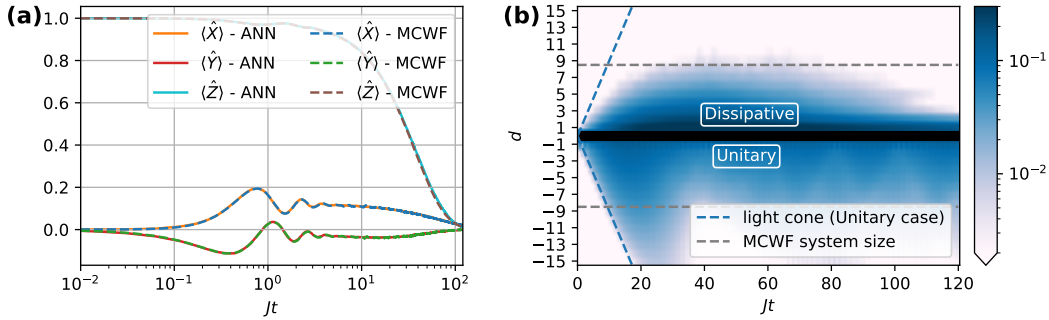 (a)
1.0
0.8
0.6
0.4
0.2
0.0
⟨X̂⟩ - ANN
⟨Ŷ⟩ - ANN
⟨Ẑ⟩ - ANN
⟨X̂⟩ - MCWF
⟨Ŷ⟩ - MCWF
⟨Ẑ⟩ - MCWF
10⁻² 10⁻¹ 10⁰ 10¹ 10²
Jt
(b)
d
15
13
11
9
7
5
3
1
−1
−3
−5
−7
−9
−11
−13
−15
Dissipative
Unitary
light cone (Unitary case)
MCWF system size
0 20 40 60 80 100 120
Jt
10⁻¹
10⁻²